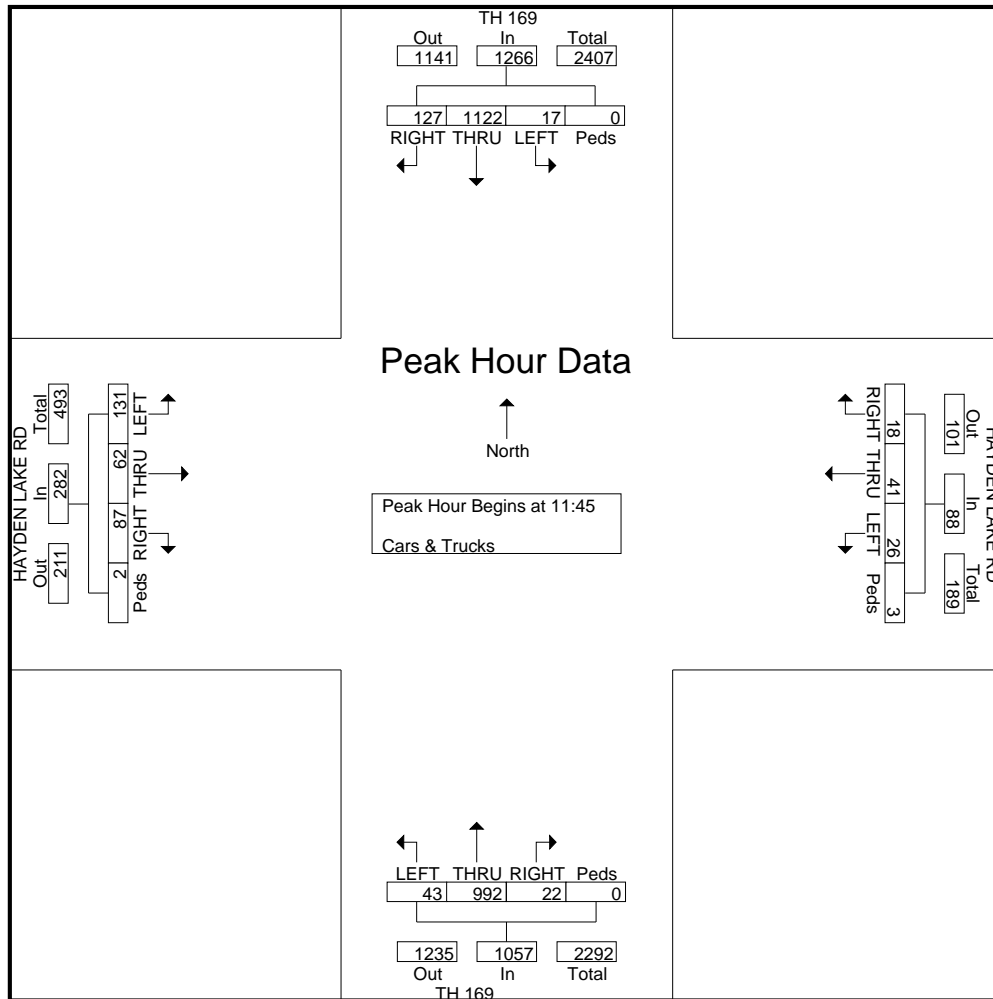 TH 169
Out In Total
1141 1266 2407
127 1122 17 0
RIGHT THRU LEFT Peds
Peak Hour Data
North
Peak Hour Begins at 11:45
Cars & Trucks
HAYDEN LAKE RD
Out In Total
211 282 493
Peds RIGHT THRU LEFT
2 87 62 131
HAYDEN LAKE RD
Out In Total
101 88 189
RIGHT THRU LEFT Peds
18 41 26 3
LEFT THRU RIGHT Peds
43 992 22 0
1235 1057 2292
Out In Total
TH 169